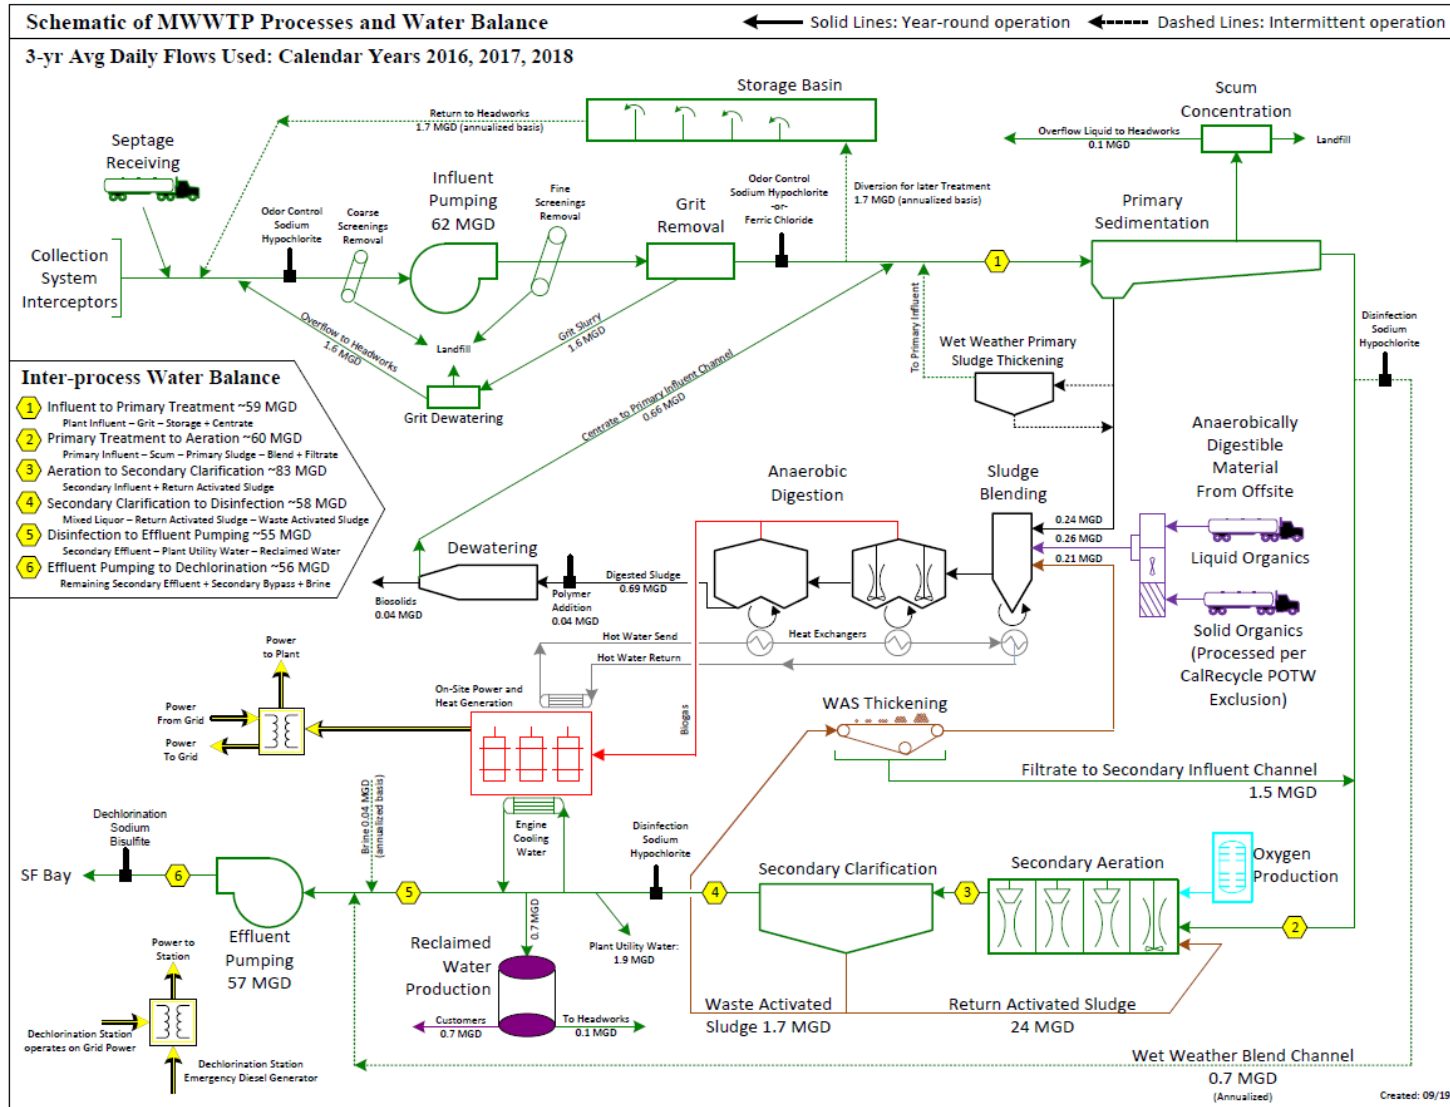 Schematic of MWWTP Processes and Water Balance
Solid Lines: Year-round operation
Dashed Lines: Intermittent operation
3-yr Avg Daily Flows Used: Calendar Years 2016, 2017, 2018
Storage Basin
Scum
Concentration
Return to Headworks
1.7 MGD (annualized basis)
Overflow Liquid to Headworks
0.1 MGD
Landfill
Septage
Receiving
Influent
Pumping
62 MGD
Fine
Screenings
Removal
Odor Control
Sodium Hypochlorite
-or-
Ferric Chloride
Diversion for later Treatment
1.7 MGD (annualized basis)
Odor Control
Sodium
Hypochlorite
Coarse
Screenings
Removal
Grit
Removal
Primary
Sedimentation
Collection
System
Interceptors
1
Overflow to Headworks
1.6 MGD
Landfill
Grit Slurry
1.6 MGD
Grit Dewatering
Centrate to Primary Influent Channel
0.66 MGD
To Primary Influent
Wet Weather Primary
Sludge Thickening
Disinfection
Sodium
Hypochlorite
Inter-process Water Balance
1 Influent to Primary Treatment ~59 MGD
Plant Influent – Grit – Storage + Centrate
2 Primary Treatment to Aeration ~60 MGD
Primary Influent – Scum – Primary Sludge – Blend + Filtrate
3 Aeration to Secondary Clarification ~83 MGD
Secondary Influent + Return Activated Sludge
4 Secondary Clarification to Disinfection ~58 MGD
Mixed Liquor – Return Activated Sludge – Waste Activated Sludge
5 Disinfection to Effluent Pumping ~55 MGD
Secondary Effluent – Plant Utility Water – Reclaimed Water
6 Effluent Pumping to Dechlorination ~56 MGD
Remaining Secondary Effluent + Secondary Bypass + Brine
Anaerobic
Digestion
Sludge
Blending
Anaerobically
Digestible
Material
From Offsite
0.24 MGD
0.26 MGD
0.21 MGD
Liquid Organics
Solid Organics
(Processed per
CalRecycle POTW
Exclusion)
Dewatering
Digested Sludge
0.69 MGD
Biosolids
0.04 MGD
Polymer
Addition
0.04 MGD
Hot Water Send
Heat Exchangers
Hot Water Return
Power
to Plant
On-Site Power and
Heat Generation
Power
From Grid
Power
To Grid
Biogas
WAS Thickening
Filtrate to Secondary Influent Channel
1.5 MGD
Dechlorination
Sodium
Bisulfite
Brine 0.04 MGD
(annualized basis)
Engine
Cooling
Water
Disinfection
Sodium
Hypochlorite
Secondary Clarification
Secondary Aeration
Oxygen
Production
SF Bay
6
5
4
3
2
Effluent
Pumping
57 MGD
0.7 MGD
Plant Utility Water:
1.9 MGD
Reclaimed
Water
Production
Customers
0.7 MGD
To Headworks
0.1 MGD
Waste Activated
Sludge 1.7 MGD
Return Activated Sludge
24 MGD
Power to
Station
Dechlorination Station
operates on Grid Power
Dechlorination Station
Emergency Diesel Generator
Wet Weather Blend Channel
0.7 MGD
(Annualized)
Created: 09/19